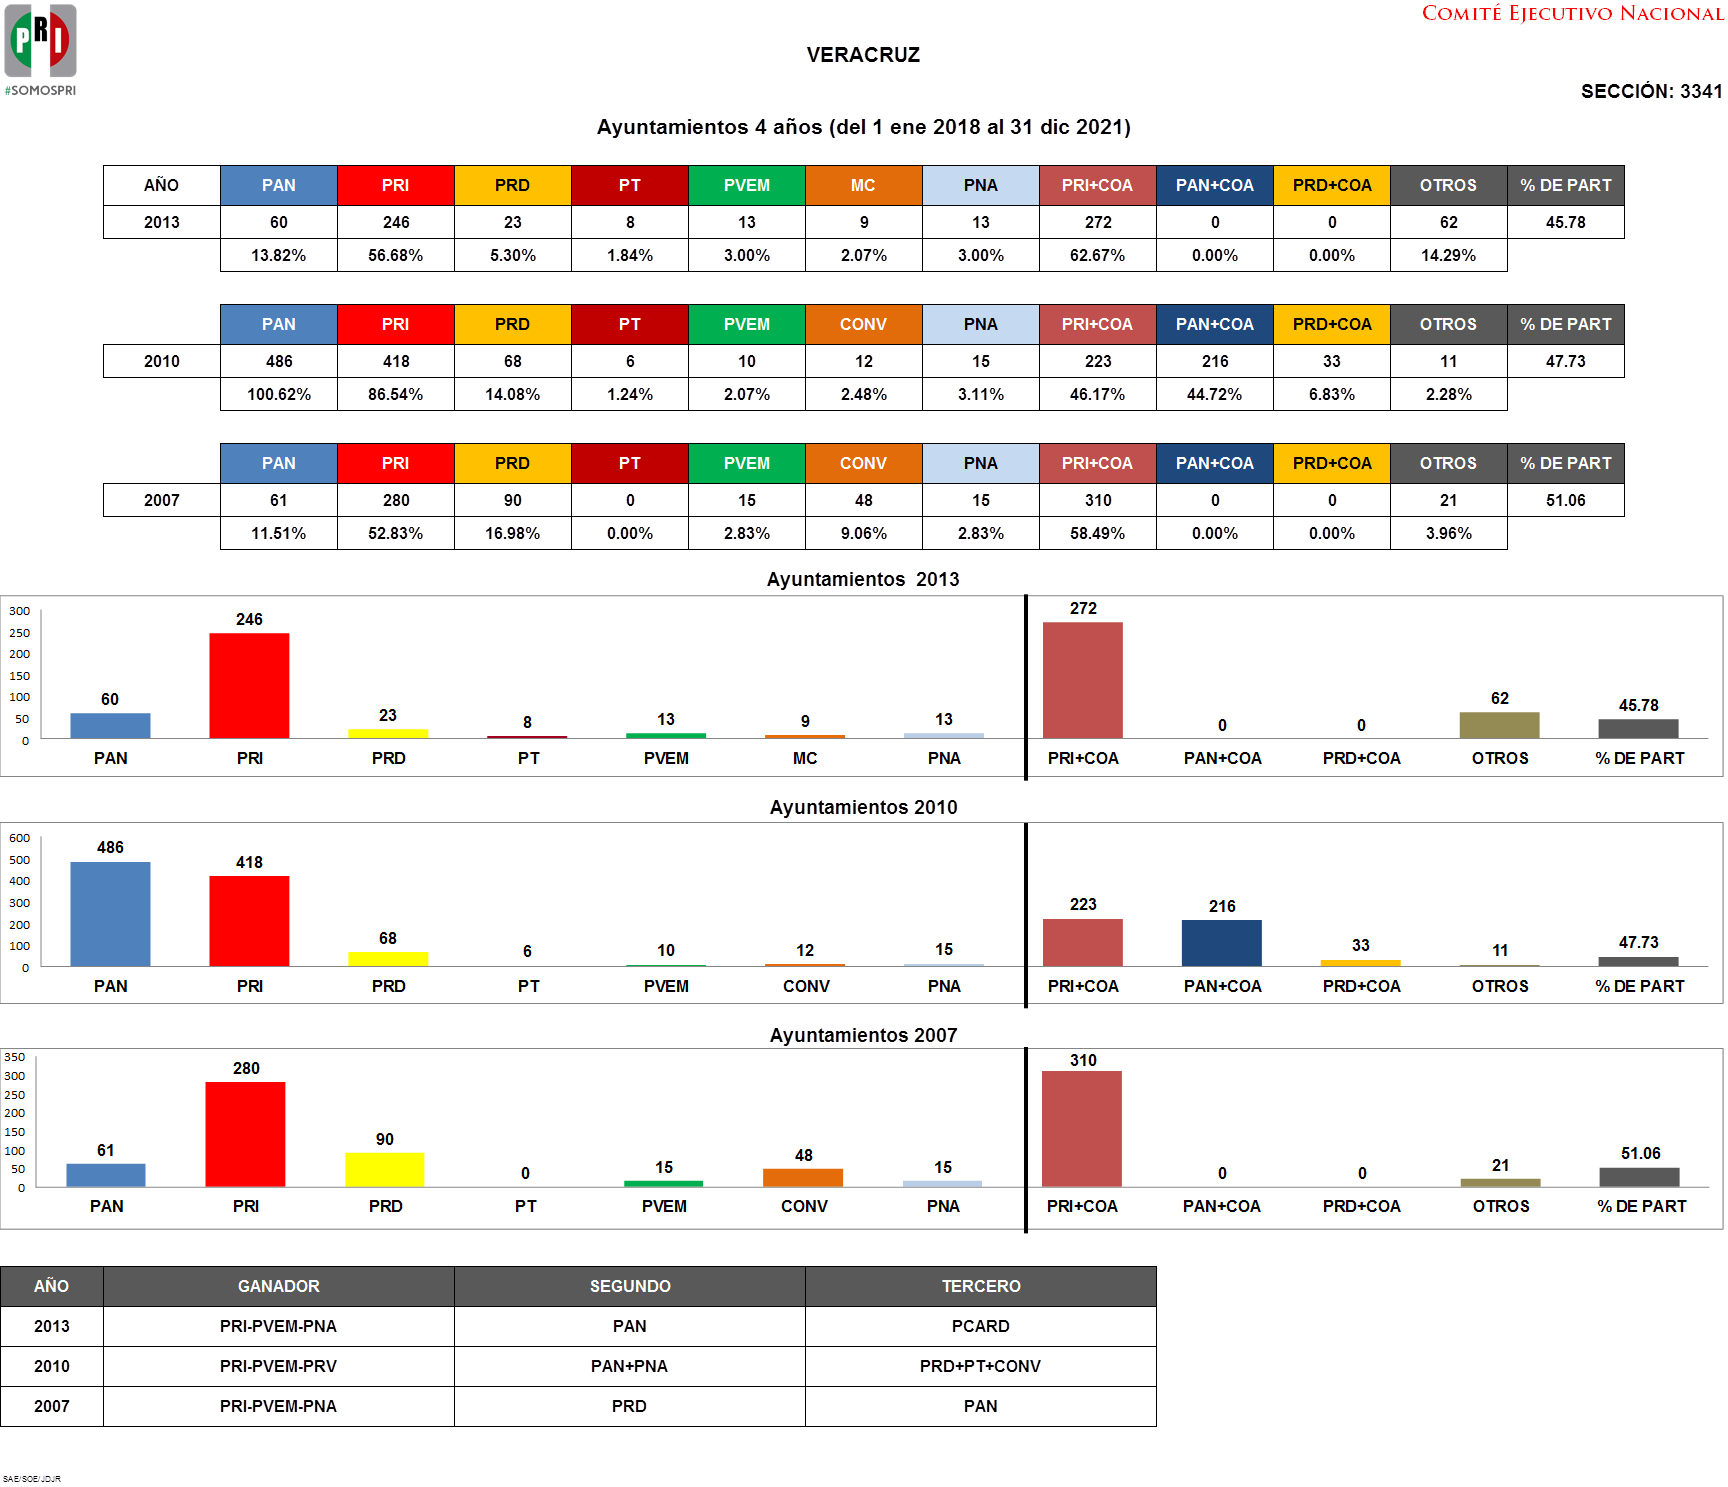 COMITÉ EJECUTIVO NACIONAL
PRI
#SOMOSPRI
VERACRUZ
SECCIÓN: 3341
Ayuntamientos 4 años (del 1 ene 2018 al 31 dic 2021)
AÑO PAN PRI PRD PT PVEM MC PNA PRI+COA PAN+COA PRD+COA OTROS % DE PART
2013 60 246 23 8 13 9 13 272 0 0 62 45.78
13.82% 56.68% 5.30% 1.84% 3.00% 2.07% 3.00% 62.67% 0.00% 0.00% 14.29%
PAN PRI PRD PT PVEM CONV PNA PRI+COA PAN+COA PRD+COA OTROS % DE PART
2010 486 418 68 6 10 12 15 223 216 33 11 47.73
100.62% 86.54% 14.08% 1.24% 2.07% 2.48% 3.11% 46.17% 44.72% 6.83% 2.28%
PAN PRI PRD PT PVEM CONV PNA PRI+COA PAN+COA PRD+COA OTROS % DE PART
2007 61 280 90 0 15 48 15 310 0 0 21 51.06
11.51% 52.83% 16.98% 0.00% 2.83% 9.06% 2.83% 58.49% 0.00% 0.00% 3.96%
Ayuntamientos 2013
300
250
200
150
100
50
0
60 246 23 8 13 9 13 272 0 0 62 45.78
PAN PRI PRD PT PVEM MC PNA PRI+COA PAN+COA PRD+COA OTROS % DE PART
Ayuntamientos 2010
600
500
400
300
200
100
0
486 418 68 6 10 12 15 223 216 33 11 47.73
PAN PRI PRD PT PVEM CONV PNA PRI+COA PAN+COA PRD+COA OTROS % DE PART
Ayuntamientos 2007
350
300
250
200
150
100
50
0
61 280 90 0 15 48 15 310 0 0 21 51.06
PAN PRI PRD PT PVEM CONV PNA PRI+COA PAN+COA PRD+COA OTROS % DE PART
AÑO GANADOR SEGUNDO TERCERO
2013 PRI-PVEM-PNA PAN PCARD
2010 PRI-PVEM-PRV PAN+PNA PRD+PT+CONV
2007 PRI-PVEM-PNA PRD PAN
SAE/SOE/JDJR